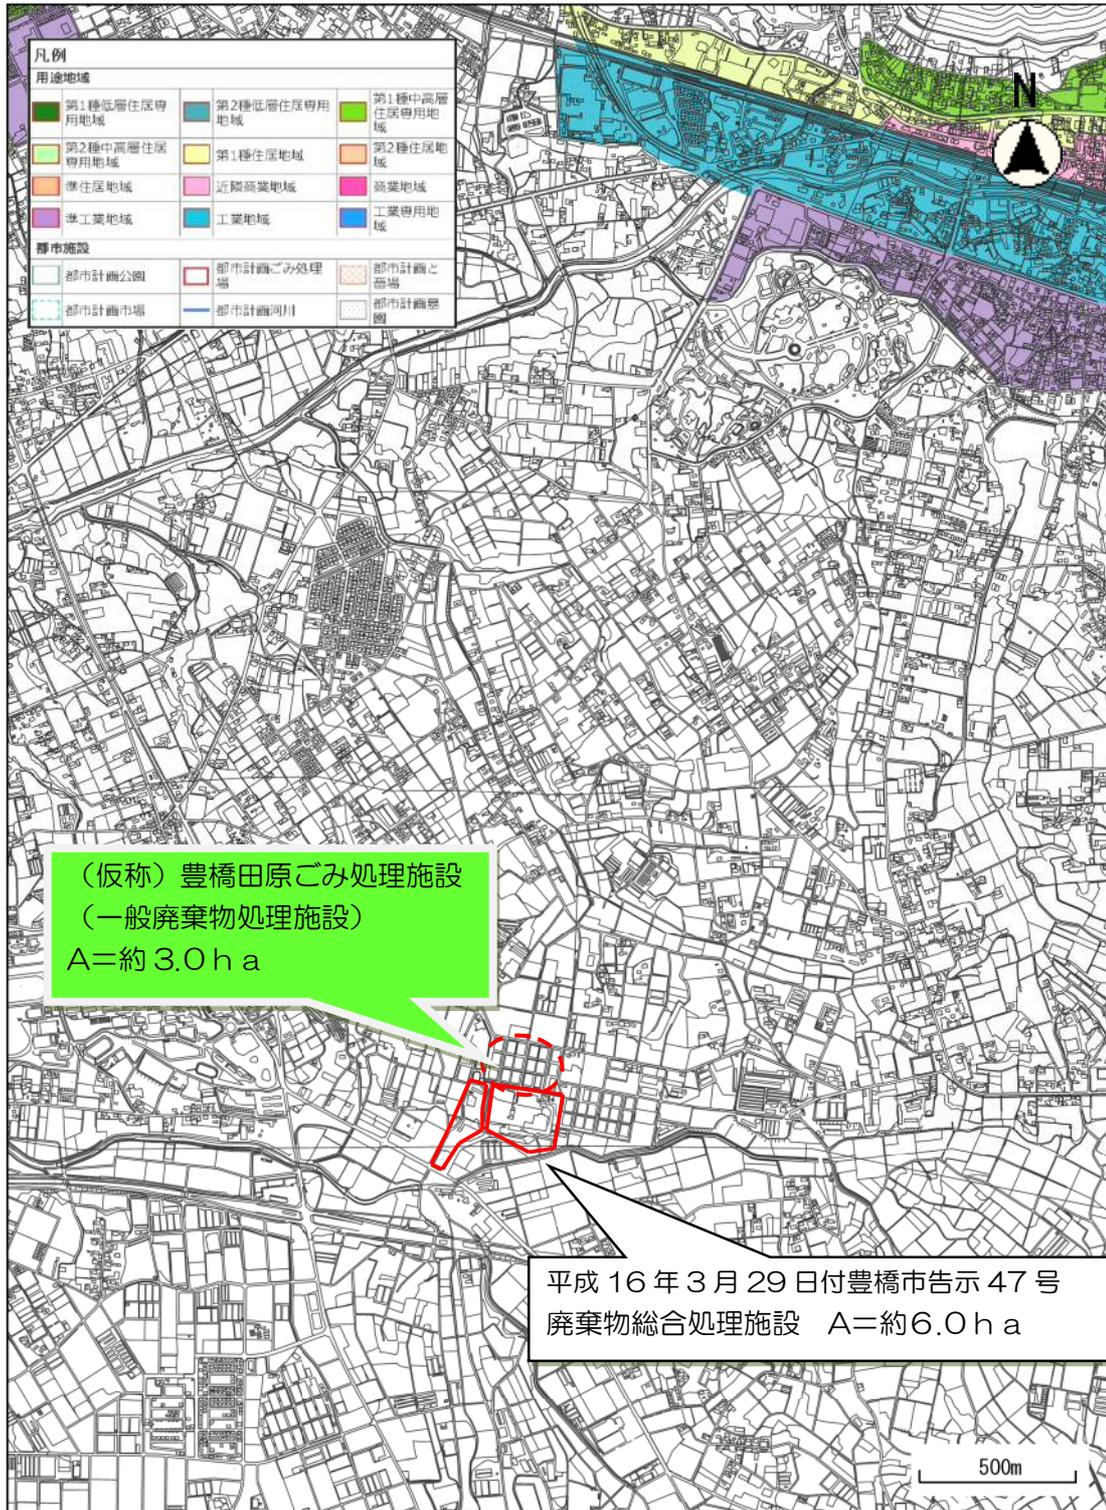 凡例
用途地域
第1種低層住居専
用地域
第2種低層住居専用
地域
第1種中高層
住居専用地
域
第2種中高層住居
専用地域
第1種住居地域
第2種住居地
域
準住居地域
近隣商業地域
商業地域
準工業地域
工業地域
工業専用地
域
都市施設
都市計画公園
都市計画ごみ処理
場
都市計画と
畜場
都市計画市場
都市計画河川
都市計画墓
園
N
（仮称）豊橋田原ごみ処理施設
（一般廃棄物処理施設）
A＝約3.0ha
平成16年3月29日付豊橋市告示47号
廃棄物総合処理施設　A＝約6.0ha
500m